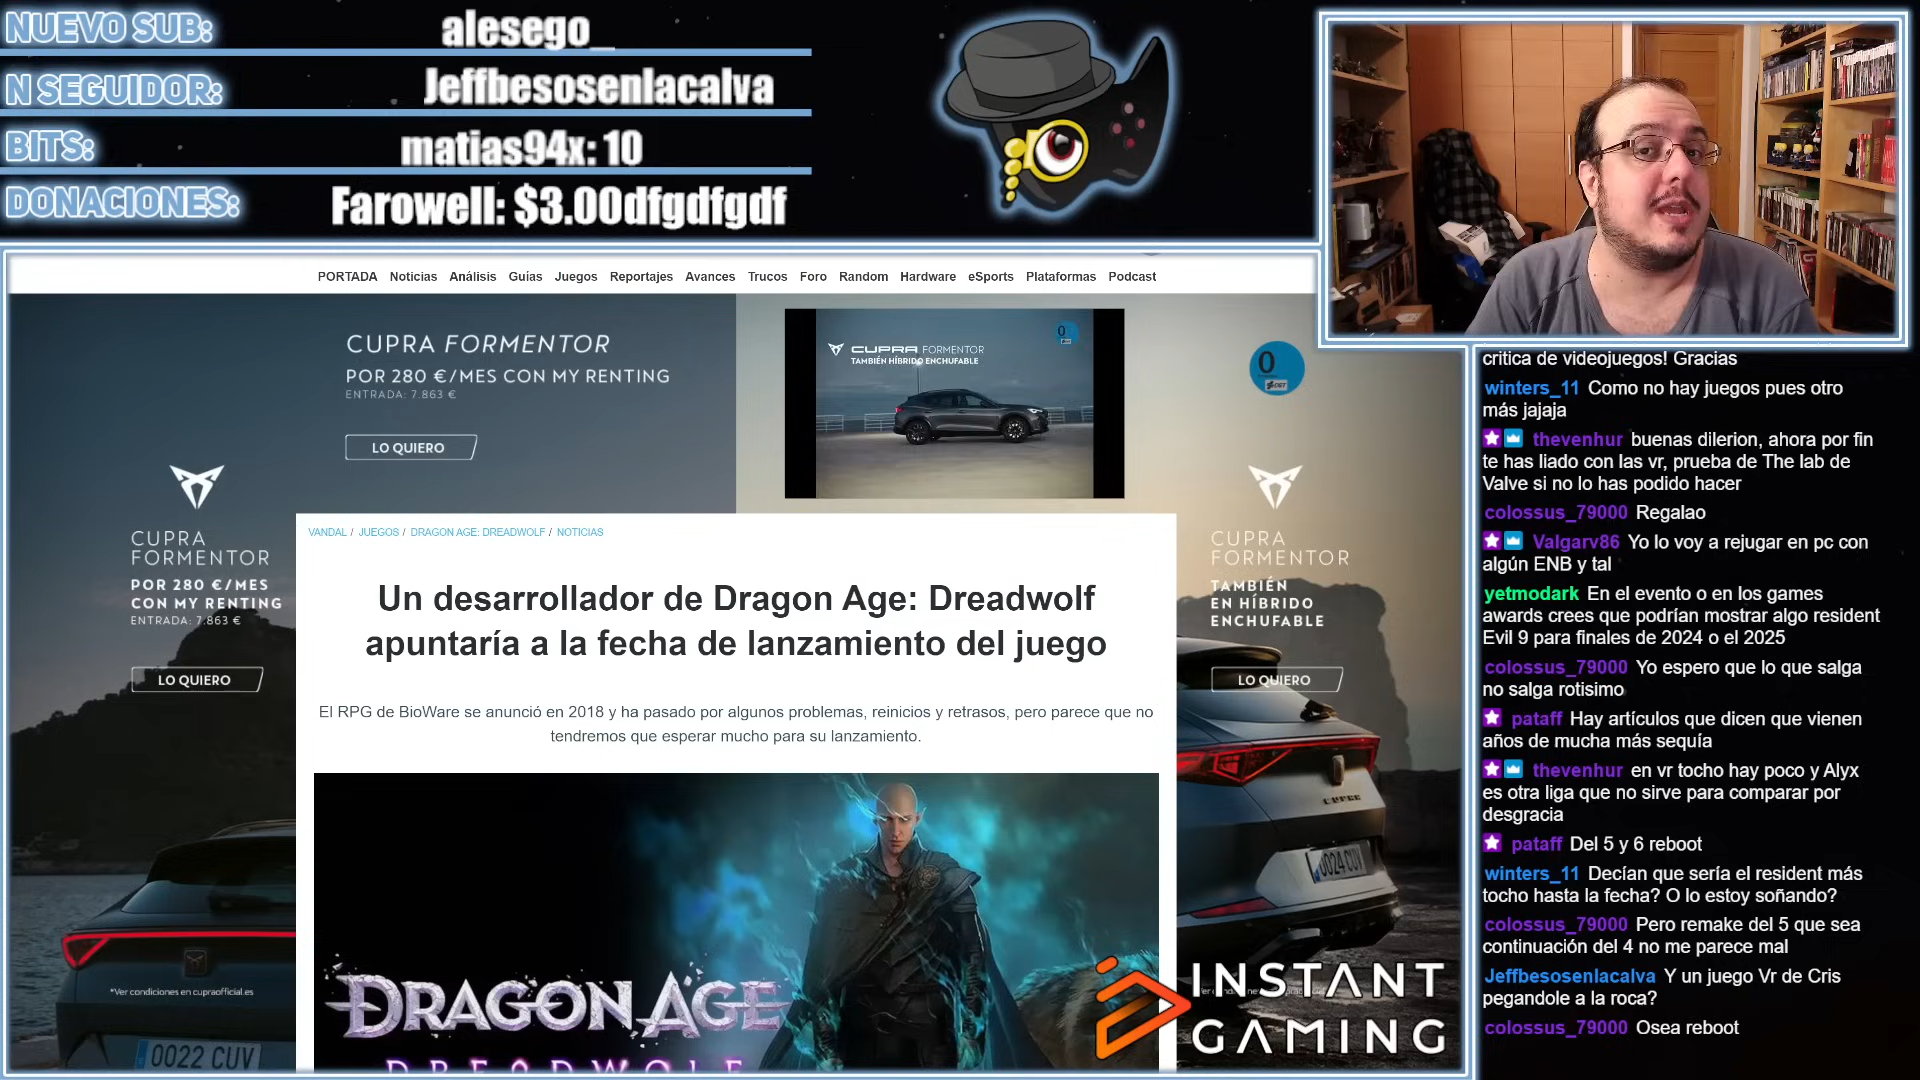 NUEVO SUB: alesego_
N SEGUIDOR: Jeffbesosenlacalva
BITS: matias94x: 10
DONACIONES: Farowell: $3.00dfgdfgdf
PORTADA Noticias Análisis Guías Juegos Reportajes Avances Trucos Foro Random Hardware eSports Plataformas Podcast
CUPRA FORMENTOR
POR 280 €/MES CON MY RENTING
ENTRADA: 7.863 €
LO QUIERO
CUPRA FORMENTOR
TAMBIÉN HÍBRIDO ENCHUFABLE
0
0
CUPRA
FORMENTOR
POR 280 €/MES
CON MY RENTING
ENTRADA: 7.863 €
LO QUIERO
*Ver condiciones en cupraofficial.es
0022 CUV
VANDAL / JUEGOS / DRAGON AGE: DREADWOLF / NOTICIAS
Un desarrollador de Dragon Age: Dreadwolf
apuntaría a la fecha de lanzamiento del juego
El RPG de BioWare se anunció en 2018 y ha pasado por algunos problemas, reinicios y retrasos, pero parece que no
tendremos que esperar mucho para su lanzamiento.
DRAGON AGE
DREADWOLF
CUPRA
FORMENTOR
TAMBIÉN
EN HÍBRIDO
ENCHUFABLE
LO QUIERO
CUPRA
0024 CUV
INSTANT
GAMING
critica de videojuegos! Gracias
winters_11 Como no hay juegos pues otro
más jajaja
thevenhur buenas dilerion, ahora por fin
te has liado con las vr, prueba de The lab de
Valve si no lo has podido hacer
colossus_79000 Regalao
Valgarv86 Yo lo voy a rejugar en pc con
algún ENB y tal
yetmodark En el evento o en los games
awards crees que podrían mostrar algo resident
Evil 9 para finales de 2024 o el 2025
colossus_79000 Yo espero que lo que salga
no salga rotisimo
pataff Hay artículos que dicen que vienen
años de mucha más sequía
thevenhur en vr tocho hay poco y Alyx
es otra liga que no sirve para comparar por
desgracia
pataff Del 5 y 6 reboot
winters_11 Decían que sería el resident más
tocho hasta la fecha? O lo estoy soñando?
colossus_79000 Pero remake del 5 que sea
continuación del 4 no me parece mal
Jeffbesosenlacalva Y un juego Vr de Cris
pegandole a la roca?
colossus_79000 Osea reboot